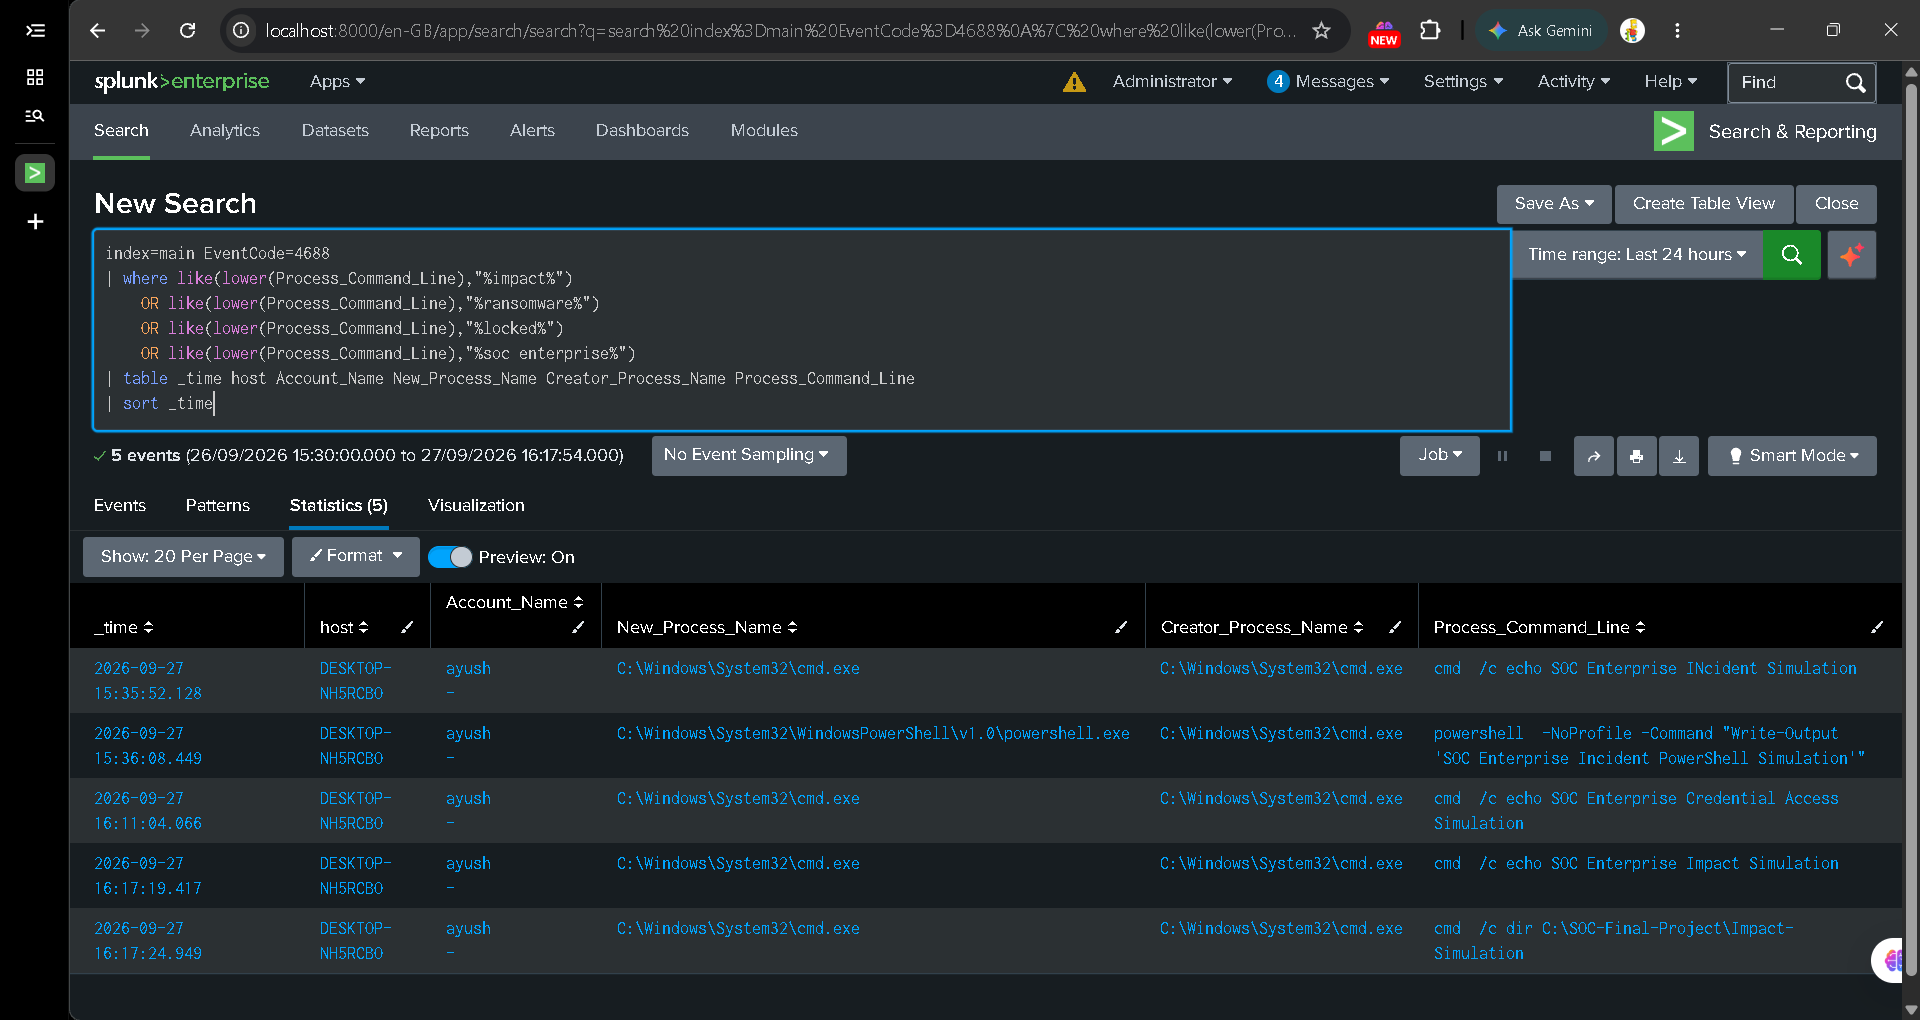 localhost:8000/en-GB/app/search/search?q=search%20index%3Dmain%20EventCode%3D4688%0A%7C%20where%20like(lower(Pro...
NEW
Ask Gemini
splunk>enterprise
Apps
Administrator
4 Messages
Settings
Activity
Help
Find
Search
Analytics
Datasets
Reports
Alerts
Dashboards
Modules
Search & Reporting
New Search
Save As
Create Table View
Close
index=main EventCode=4688
| where like(lower(Process_Command_Line),"%impact%")
OR like(lower(Process_Command_Line),"%ransomware%")
OR like(lower(Process_Command_Line),"%locked%")
OR like(lower(Process_Command_Line),"%soc enterprise%")
| table _time host Account_Name New_Process_Name Creator_Process_Name Process_Command_Line
| sort _time
Time range: Last 24 hours
5 events (26/09/2026 15:30:00.000 to 27/09/2026 16:17:54.000)
No Event Sampling
Job
Smart Mode
Events
Patterns
Statistics (5)
Visualization
Show: 20 Per Page
Format
Preview: On
_time
host
Account_Name
New_Process_Name
Creator_Process_Name
Process_Command_Line
2026-09-27
15:35:52.128
DESKTOP-
NH5RCBO
ayush
-
C:\Windows\System32\cmd.exe
C:\Windows\System32\cmd.exe
cmd  /c echo SOC Enterprise INcident Simulation
2026-09-27
15:36:08.449
DESKTOP-
NH5RCBO
ayush
-
C:\Windows\System32\WindowsPowerShell\v1.0\powershell.exe
C:\Windows\System32\cmd.exe
powershell  -NoProfile -Command "Write-Output
'SOC Enterprise Incident PowerShell Simulation'"
2026-09-27
16:11:04.066
DESKTOP-
NH5RCBO
ayush
-
C:\Windows\System32\cmd.exe
C:\Windows\System32\cmd.exe
cmd  /c echo SOC Enterprise Credential Access
Simulation
2026-09-27
16:17:19.417
DESKTOP-
NH5RCBO
ayush
-
C:\Windows\System32\cmd.exe
C:\Windows\System32\cmd.exe
cmd  /c echo SOC Enterprise Impact Simulation
2026-09-27
16:17:24.949
DESKTOP-
NH5RCBO
ayush
-
C:\Windows\System32\cmd.exe
C:\Windows\System32\cmd.exe
cmd  /c dir C:\SOC-Final-Project\Impact-
Simulation